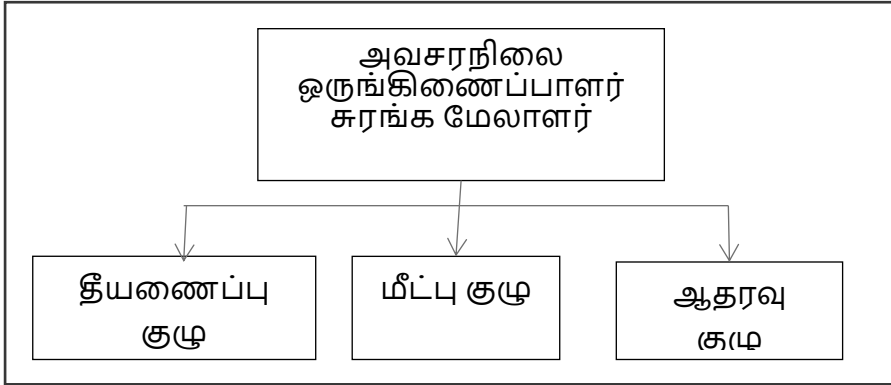 அவசரநிலை
ஒருங்கிணைப்பாளர்
சுரங்க மேலாளர்
தீயணைப்பு
குழு
மீட்பு குழு
ஆதரவு
குழு